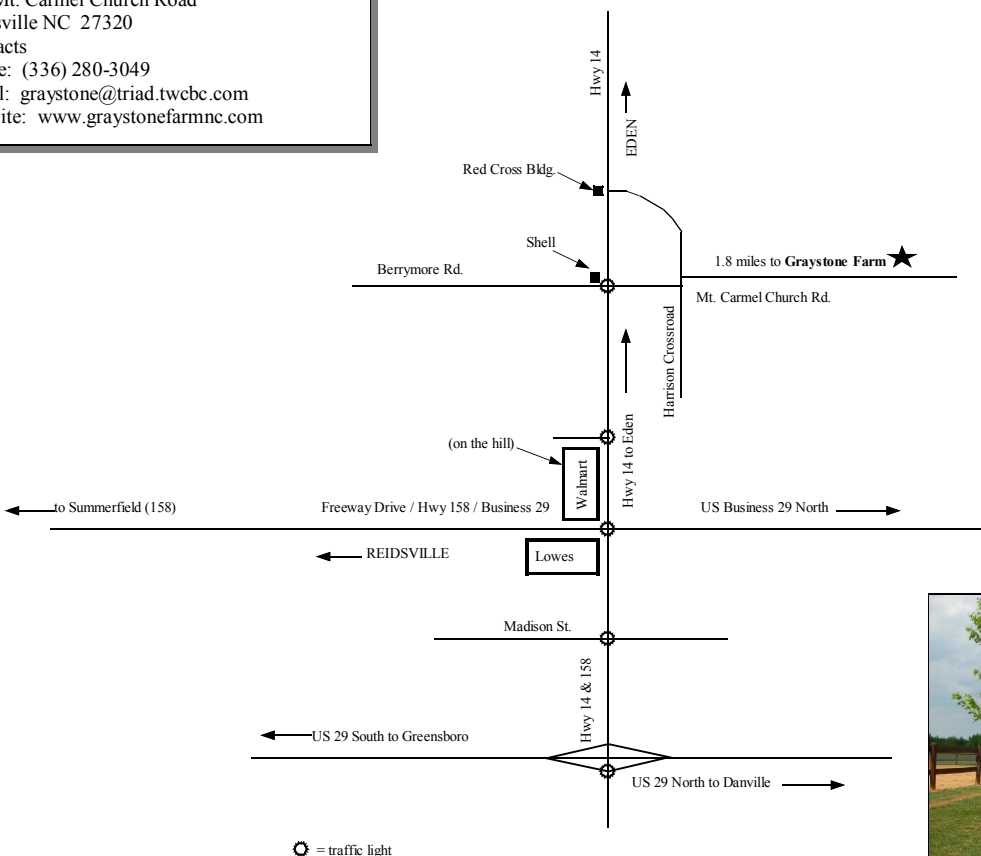 Mt. Carmel Church Road
sville NC 27320
acts
e: (336) 280-3049
l: graystone@triad.twcbc.com
ite: www.graystonefarmnc.com
Hwy 14
EDEN
Red Cross Bldg.
Shell
Berrymore Rd.
1.8 miles to Graystone Farm
Mt. Carmel Church Rd.
Harrison Crossroad
Hwy 14 to Eden
(on the hill)
Walmart
to Summerfield (158)
Freeway Drive / Hwy 158 / Business 29
US Business 29 North
REIDSVILLE
Lowes
Madison St.
Hwy 14 & 158
US 29 South to Greensboro
US 29 North to Danville
= traffic light